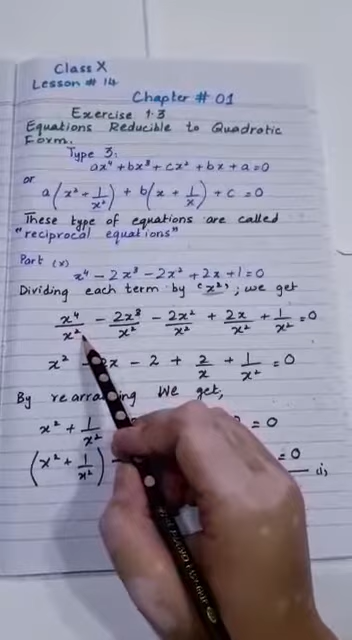 Class X
Lesson # 14
Chapter # 01
Exercise 1.3
Equations Reducible to Quadratic
Form.
Type 3:
ax⁴ + bx³ + cx² + bx + a = 0
or
a(x² + 1/x²) + b(x + 1/x) + c = 0
These type of equations are called
"reciprocal equations"
Part (x)
x⁴ - 2x³ - 2x² + 2x + 1 = 0
Dividing each term by 'x²', we get
x⁴/x² - 2x³/x² - 2x²/x² + 2x/x² + 1/x² = 0
x² - 2x - 2 + 2/x + 1/x² = 0
By rearranging We get,
x² + 1/x² = 0
(x² + 1/x²) = 0 — (i)